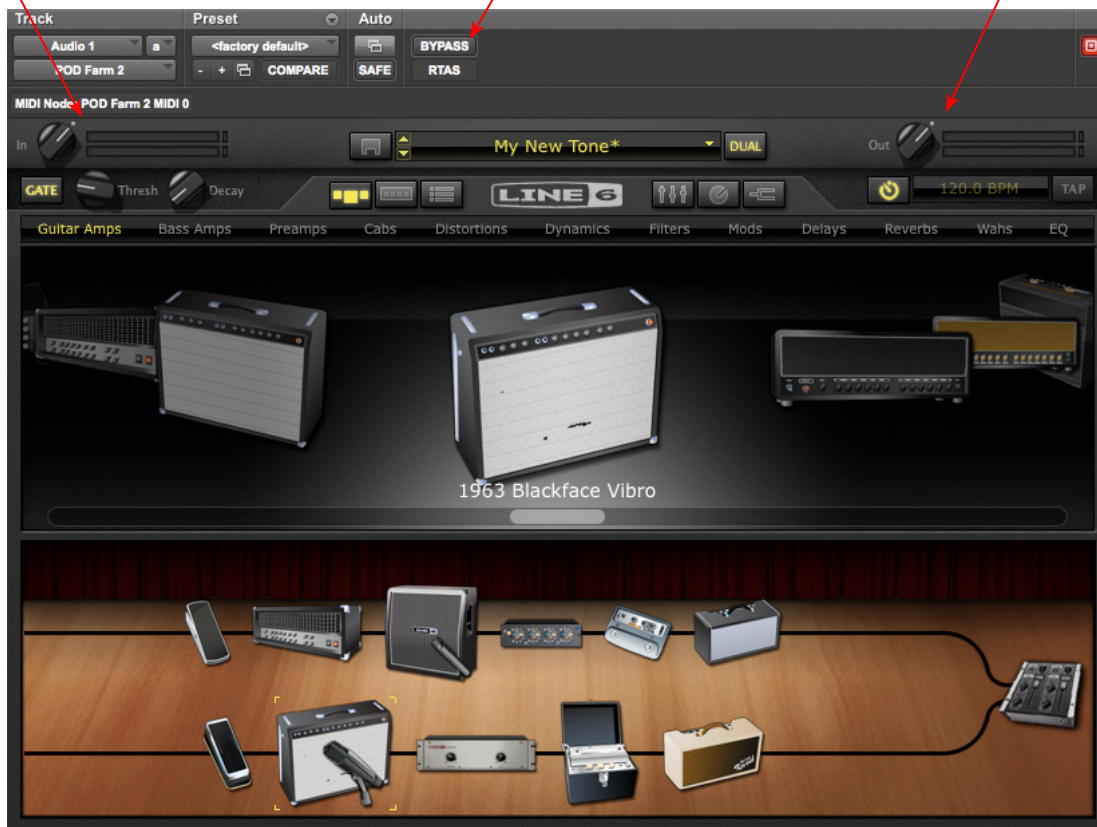 Track Preset Auto
Audio 1 a <factory default> BYPASS
POD Farm 2 - + COMPARE SAFE RTAS
MIDI Node: POD Farm 2 MIDI 0
In My New Tone* DUAL Out
GATE Thresh Decay LINE 6 120.0 BPM TAP
Guitar Amps Bass Amps Preamps Cabs Distortions Dynamics Filters Mods Delays Reverbs Wahs EQ
1963 Blackface Vibro